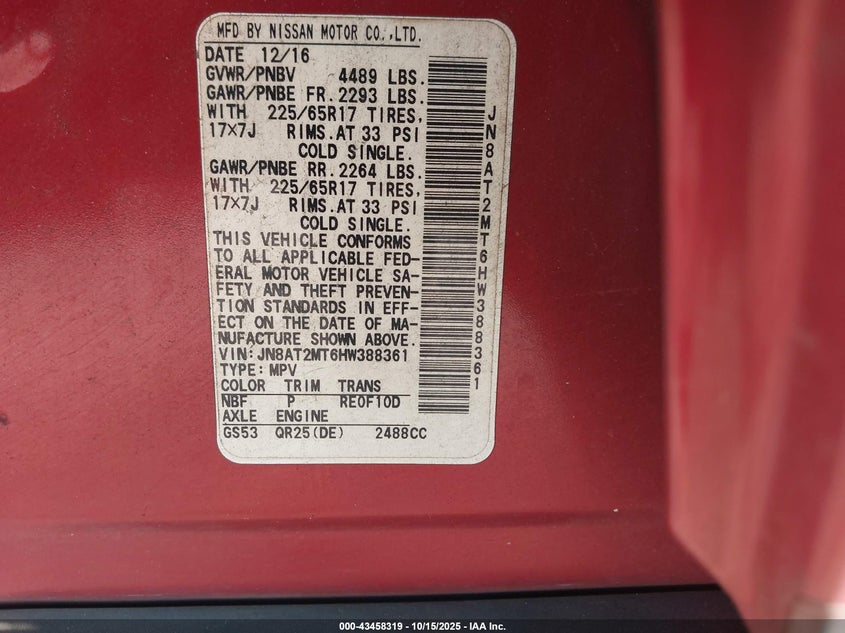 MFD BY NISSAN MOTOR CO.,LTD.
DATE 12/16
GVWR/PNBV 4489 LBS.
GAWR/PNBE FR. 2293 LBS.
WITH 225/65R17 TIRES,
17×7J RIMS.AT 33 PSI
COLD SINGLE.
GAWR/PNBE RR. 2264 LBS.
WITH 225/65R17 TIRES,
17×7J RIMS.AT 33 PSI
COLD SINGLE.
THIS VEHICLE CONFORMS
TO ALL APPLICABLE FED-
ERAL MOTOR VEHICLE SA-
FETY AND THEFT PREVEN-
TION STANDARDS IN EFF-
ECT ON THE DATE OF MA-
NUFACTURE SHOWN ABOVE.
VIN:JN8AT2MT6HW388361
TYPE:MPV
COLOR TRIM TRANS
NBF P RE0F10D
AXLE ENGINE
GS53 QR25(DE) 2488CC
JN8AT2MT6HW388361
000-43458319 - 10/15/2025 - IAA Inc.